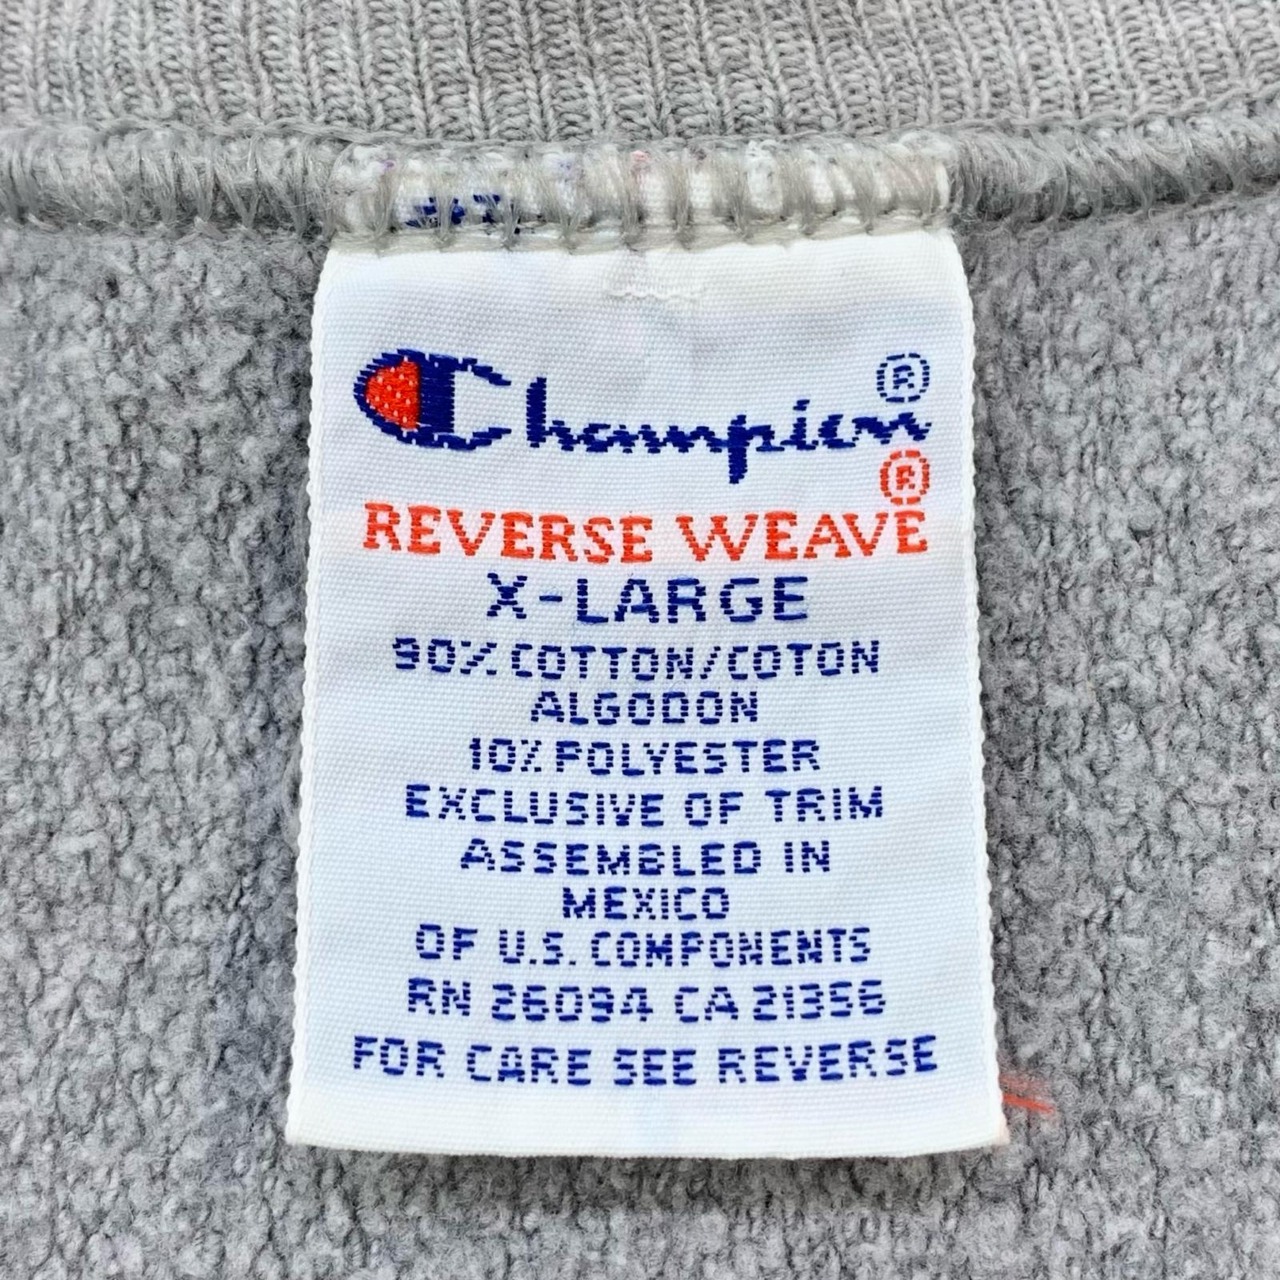 Champion®
REVERSE WEAVE®
X-LARGE
90% COTTON/COTON
ALGODON
10% POLYESTER
EXCLUSIVE OF TRIM
ASSEMBLED IN
MEXICO
OF U.S. COMPONENTS
RN 26094 CA 21356
FOR CARE SEE REVERSE